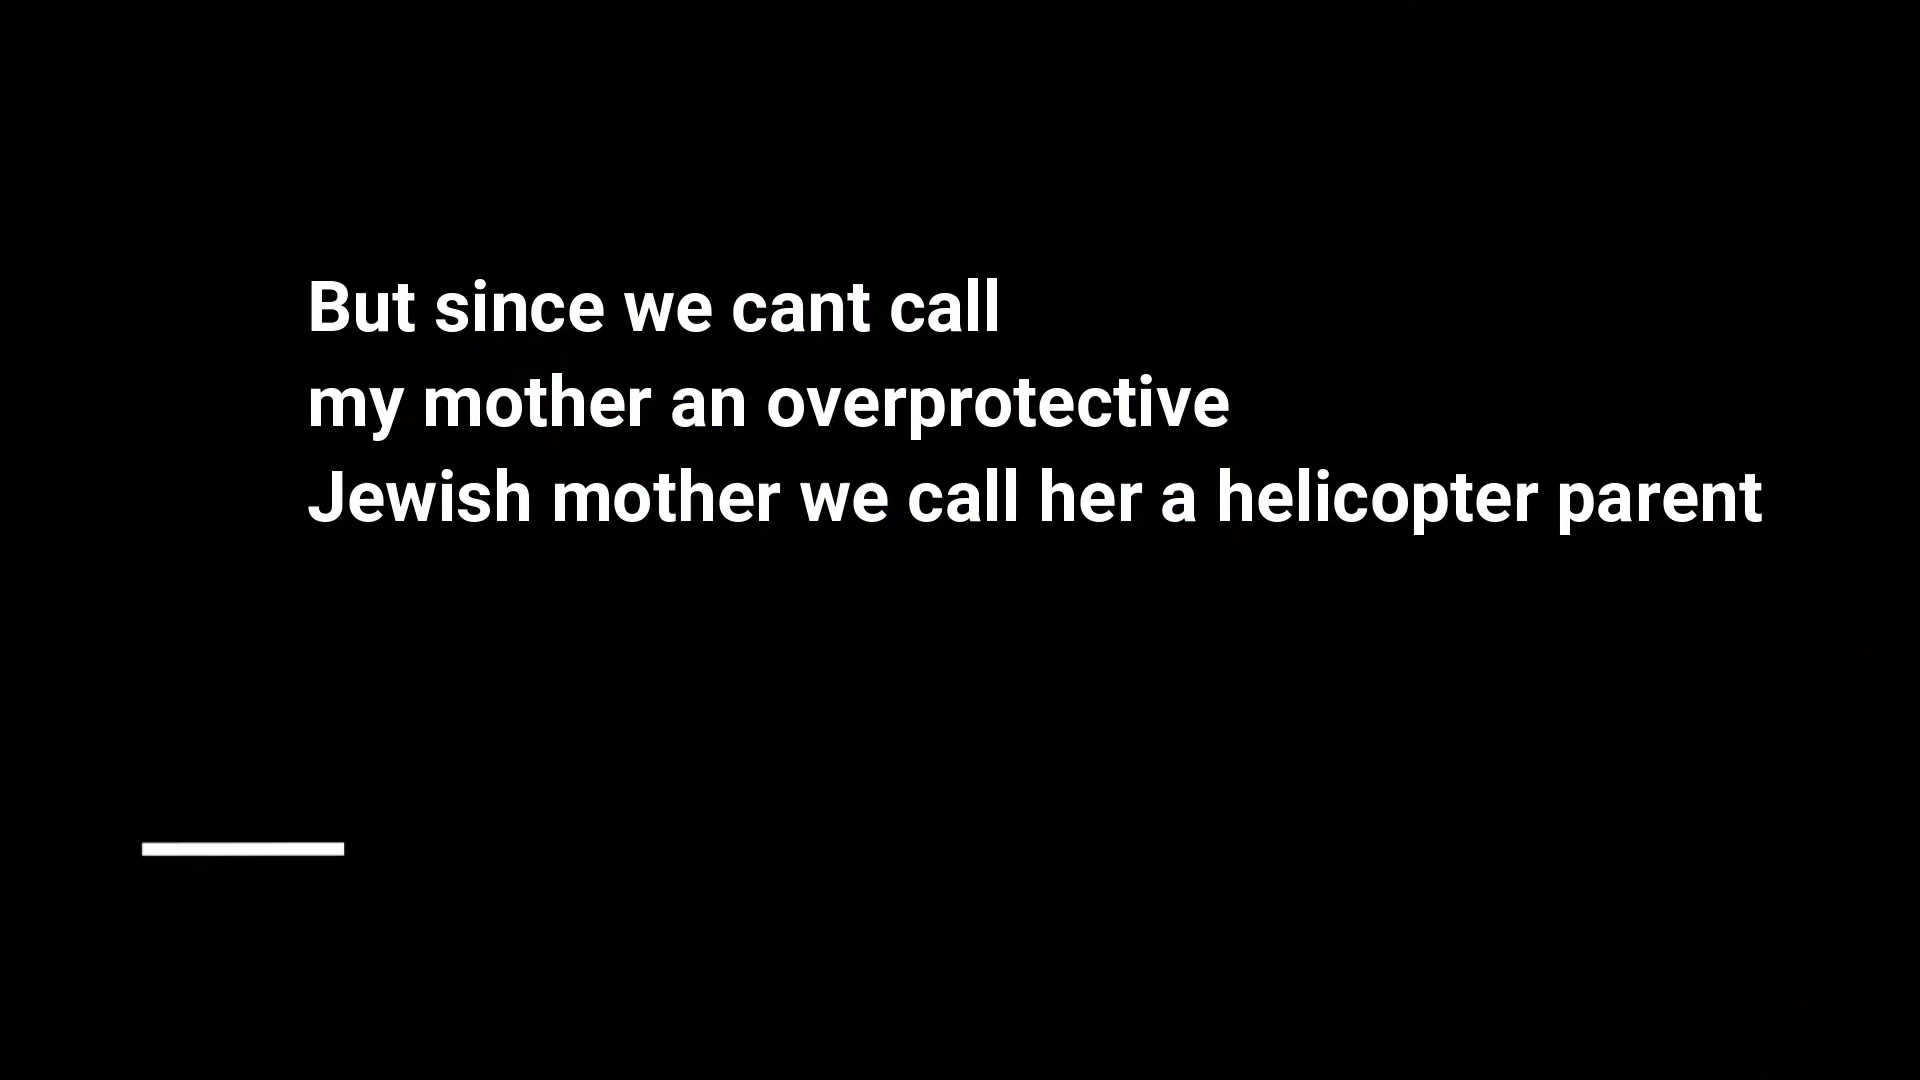 But since we cant call
my mother an overprotective
Jewish mother we call her a helicopter parent